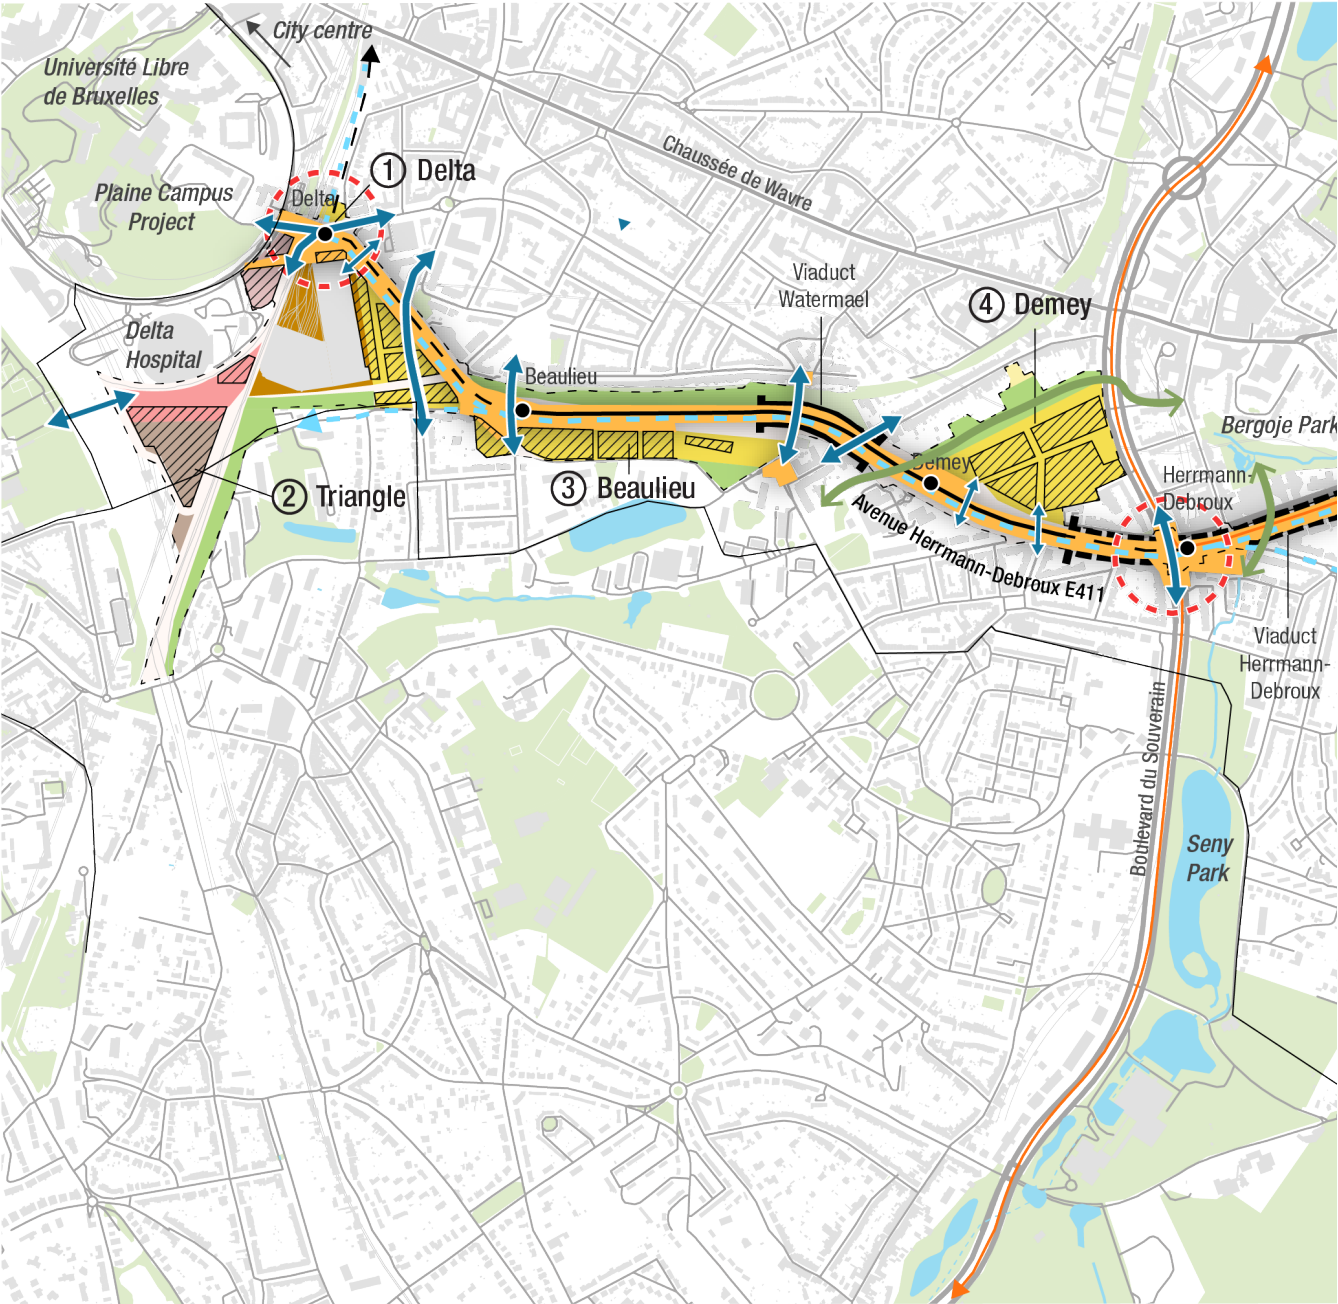 City centre
Université Libre
de Bruxelles
Chaussée de Wavre
1 Delta
Plaine Campus
Project
Delta
Viaduct
Watermael
4 Demey
Delta
Hospital
Beaulieu
Bergoje Park
Demey
Herrmann-
Debroux
2 Triangle
3 Beaulieu
Avenue Herrmann-Debroux E411
Viaduct
Herrmann-
Debroux
Boulevard du Souverain
Seny
Park